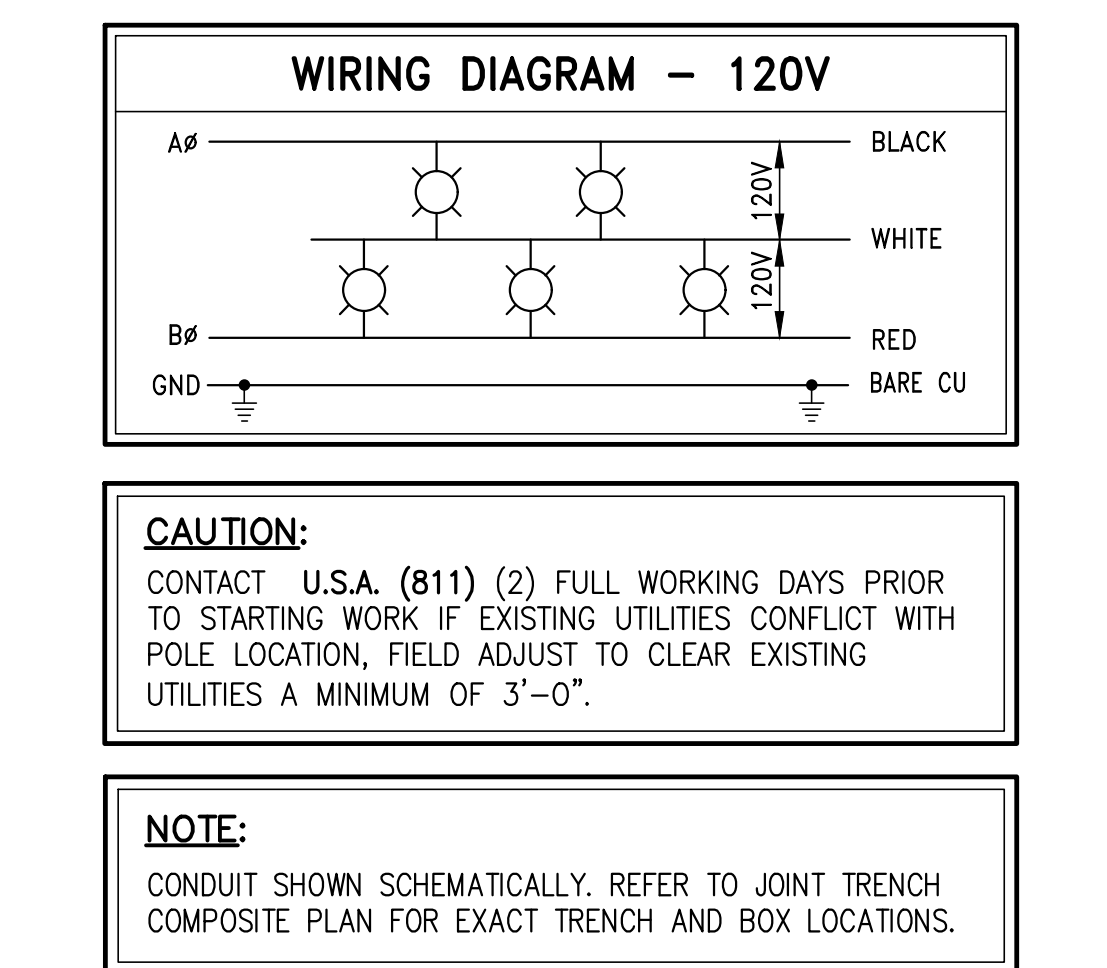 WIRING DIAGRAM – 120V
AØ
BLACK
120V
WHITE
120V
BØ
RED
GND
BARE CU
CAUTION:
CONTACT U.S.A. (811) (2) FULL WORKING DAYS PRIOR
TO STARTING WORK IF EXISTING UTILITIES CONFLICT WITH
POLE LOCATION, FIELD ADJUST TO CLEAR EXISTING
UTILITIES A MINIMUM OF 3’–0”.
NOTE:
CONDUIT SHOWN SCHEMATICALLY. REFER TO JOINT TRENCH
COMPOSITE PLAN FOR EXACT TRENCH AND BOX LOCATIONS.